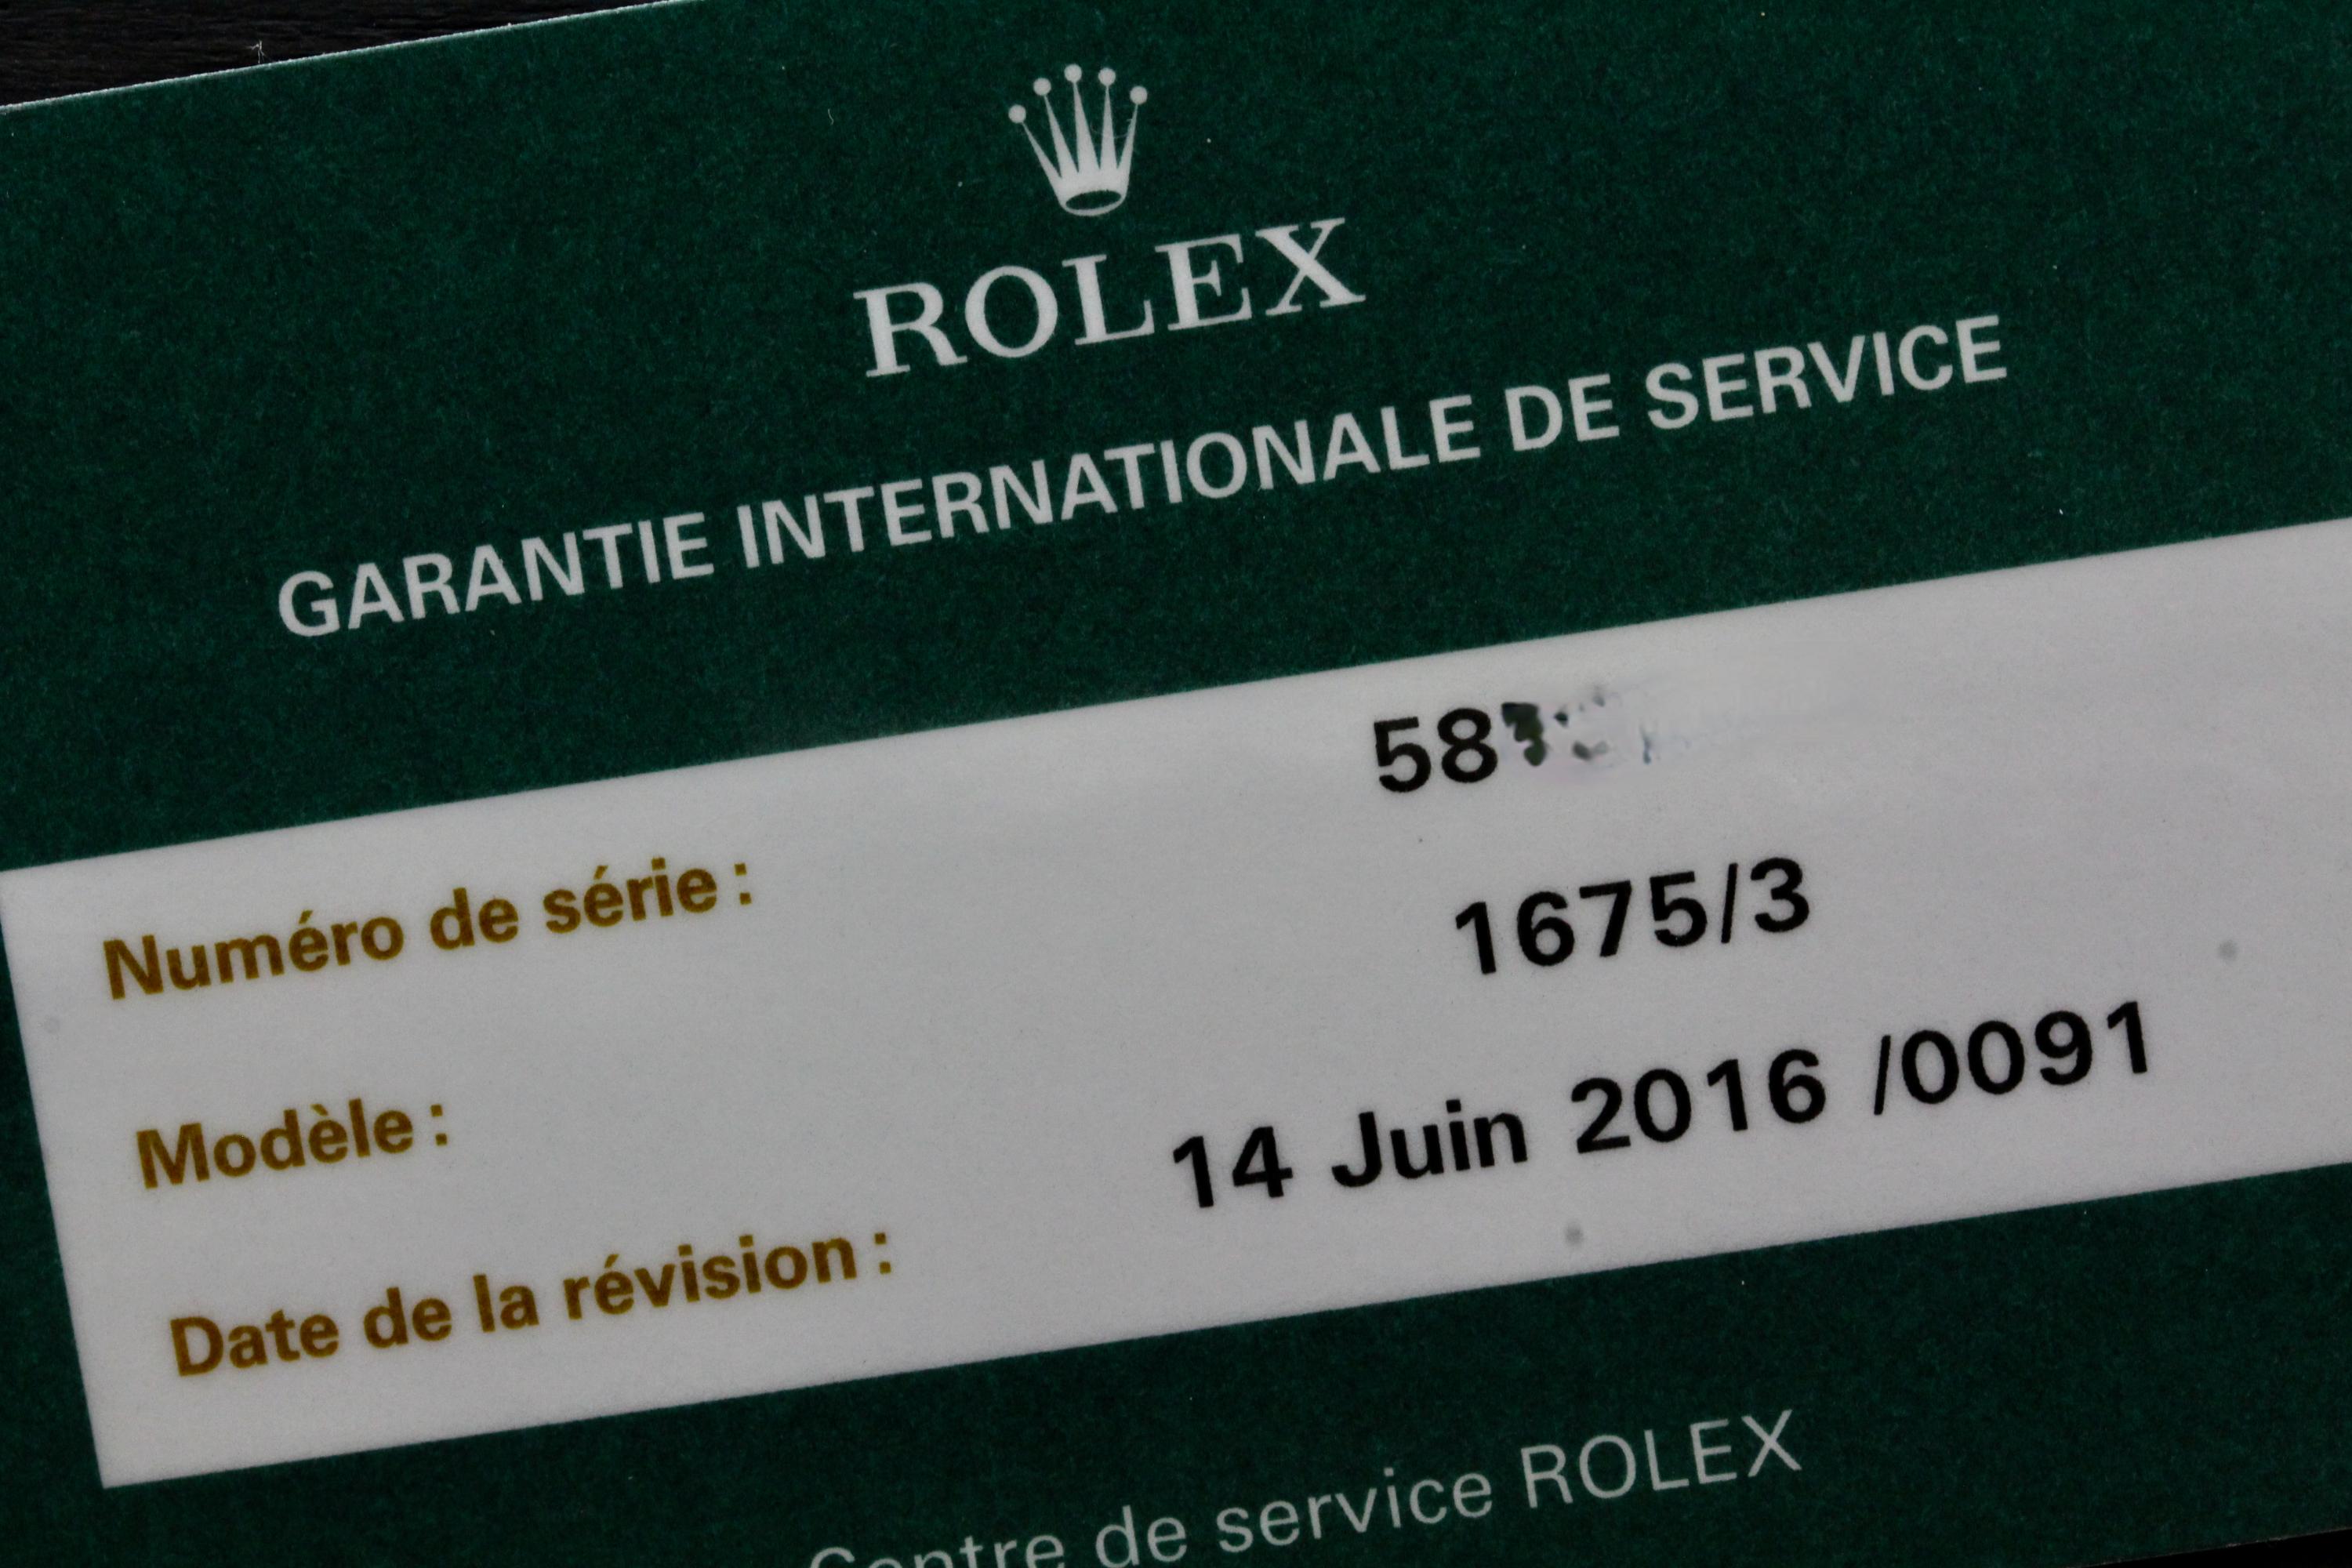 ROLEX
GARANTIE INTERNATIONALE DE SERVICE
Numéro de série :
58
Modèle :
1675/3
Date de la révision :
14 Juin 2016 /0091
Centre de service ROLEX